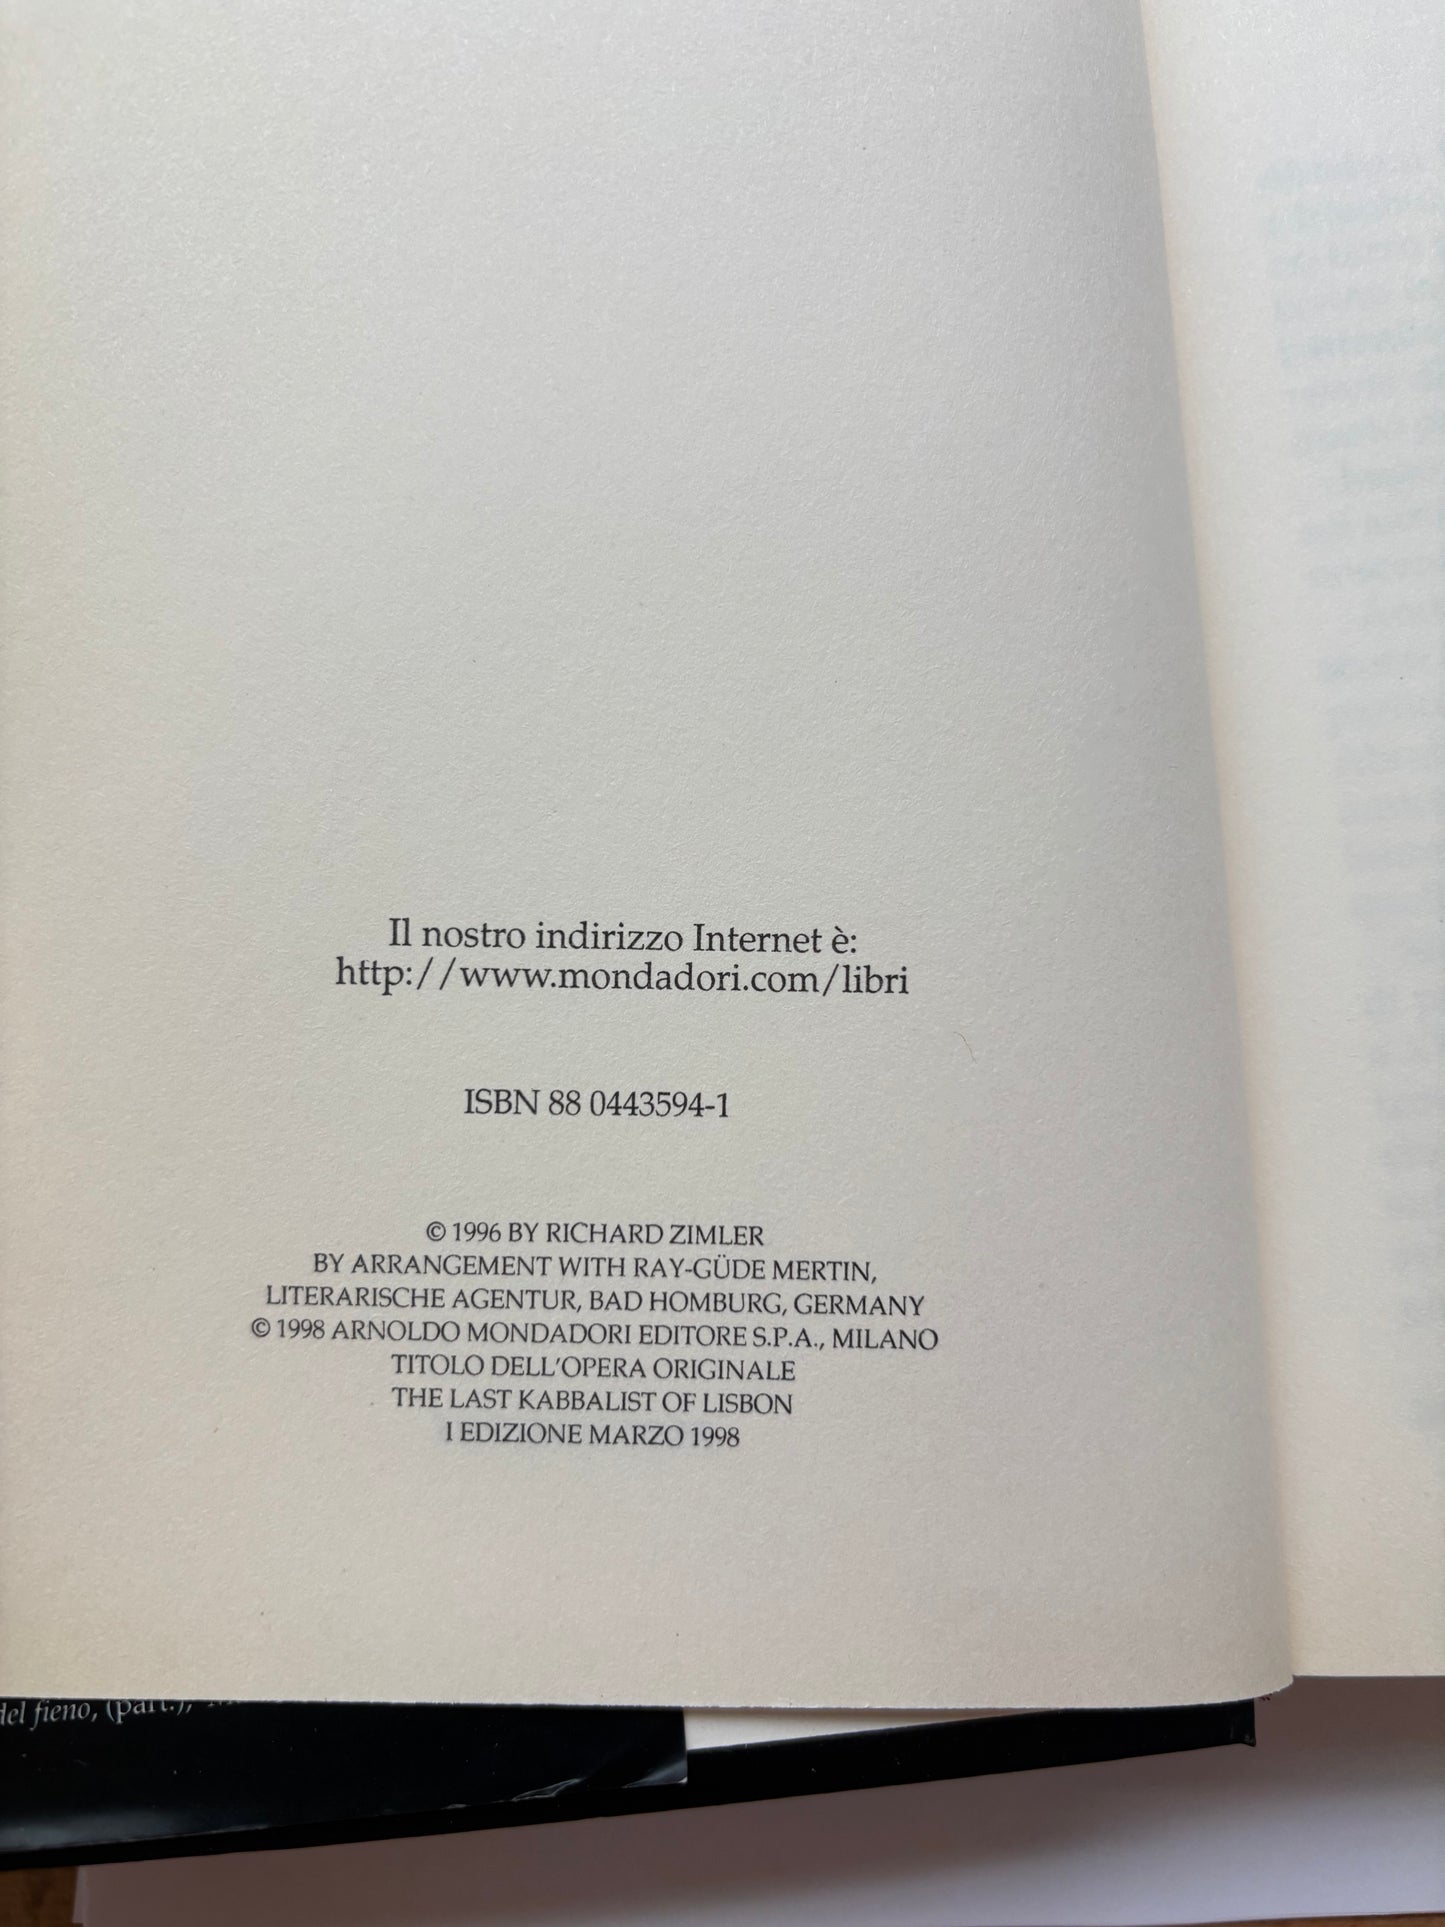 Il nostro indirizzo Internet è:
http://www.mondadori.com/libri
ISBN 88 0443594-1
© 1996 BY RICHARD ZIMLER
BY ARRANGEMENT WITH RAY-GÜDE MERTIN,
LITERARISCHE AGENTUR, BAD HOMBURG, GERMANY
© 1998 ARNOLDO MONDADORI EDITORE S.P.A., MILANO
TITOLO DELL'OPERA ORIGINALE
THE LAST KABBALIST OF LISBON
I EDIZIONE MARZO 1998
del fieno, (part.),